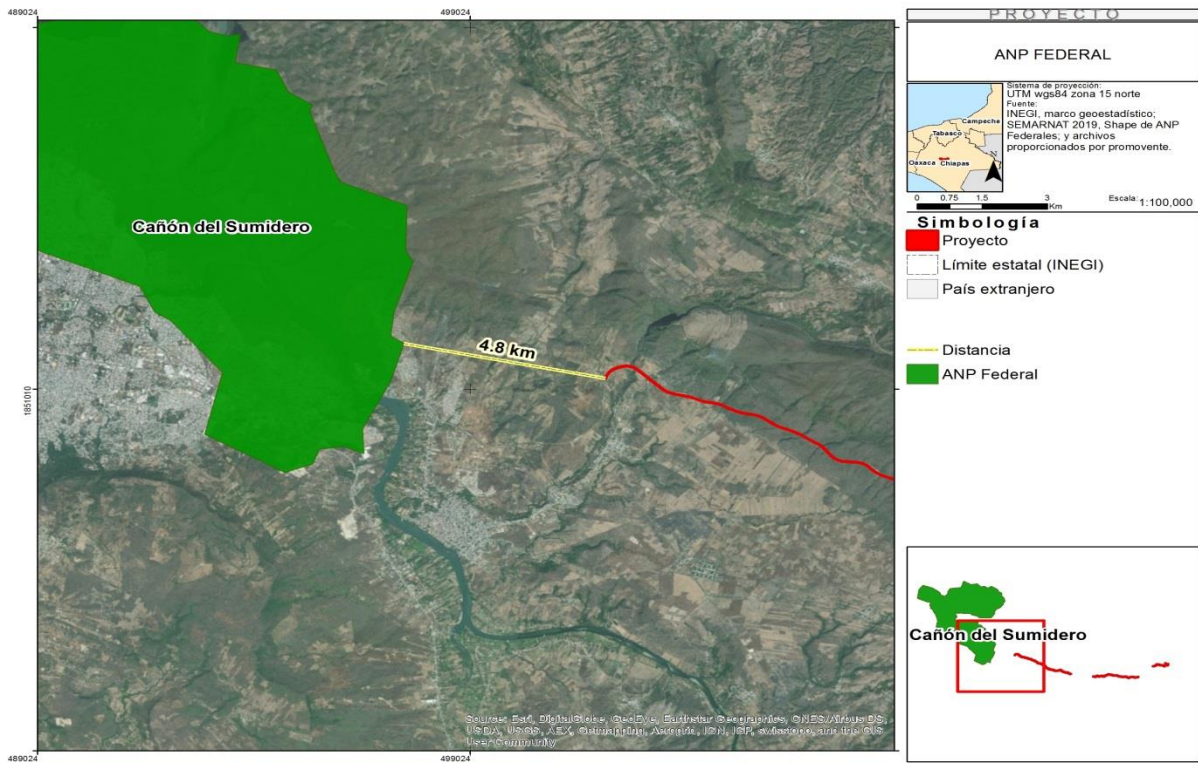 489024
499024
PROYECTO
ANP FEDERAL
Sistema de proyección:
UTM wgs84 zona 15 norte
Fuente:
INEGI, marco geoestadístico;
SEMARNAT 2019, Shape de ANP
Federales; y archivos
proporcionados por promovente.
Campeche
Tabasco
Oaxaca
Chiapas
N
0 0.75 1.5 3
Km
Escala: 1:100,000
Simbología
Proyecto
Límite estatal (INEGI)
País extranjero
Distancia
ANP Federal
Cañón del Sumidero
4.8 km
1851010
Cañón del Sumidero
Source: Esri, DigitalGlobe, GeoEye, Earthstar Geographics, CNES/Airbus DS,
USDA, USGS, AEX, Getmapping, Aerogrid, IGN, IGP, swisstopo, and the GIS
User Community
489024
499024